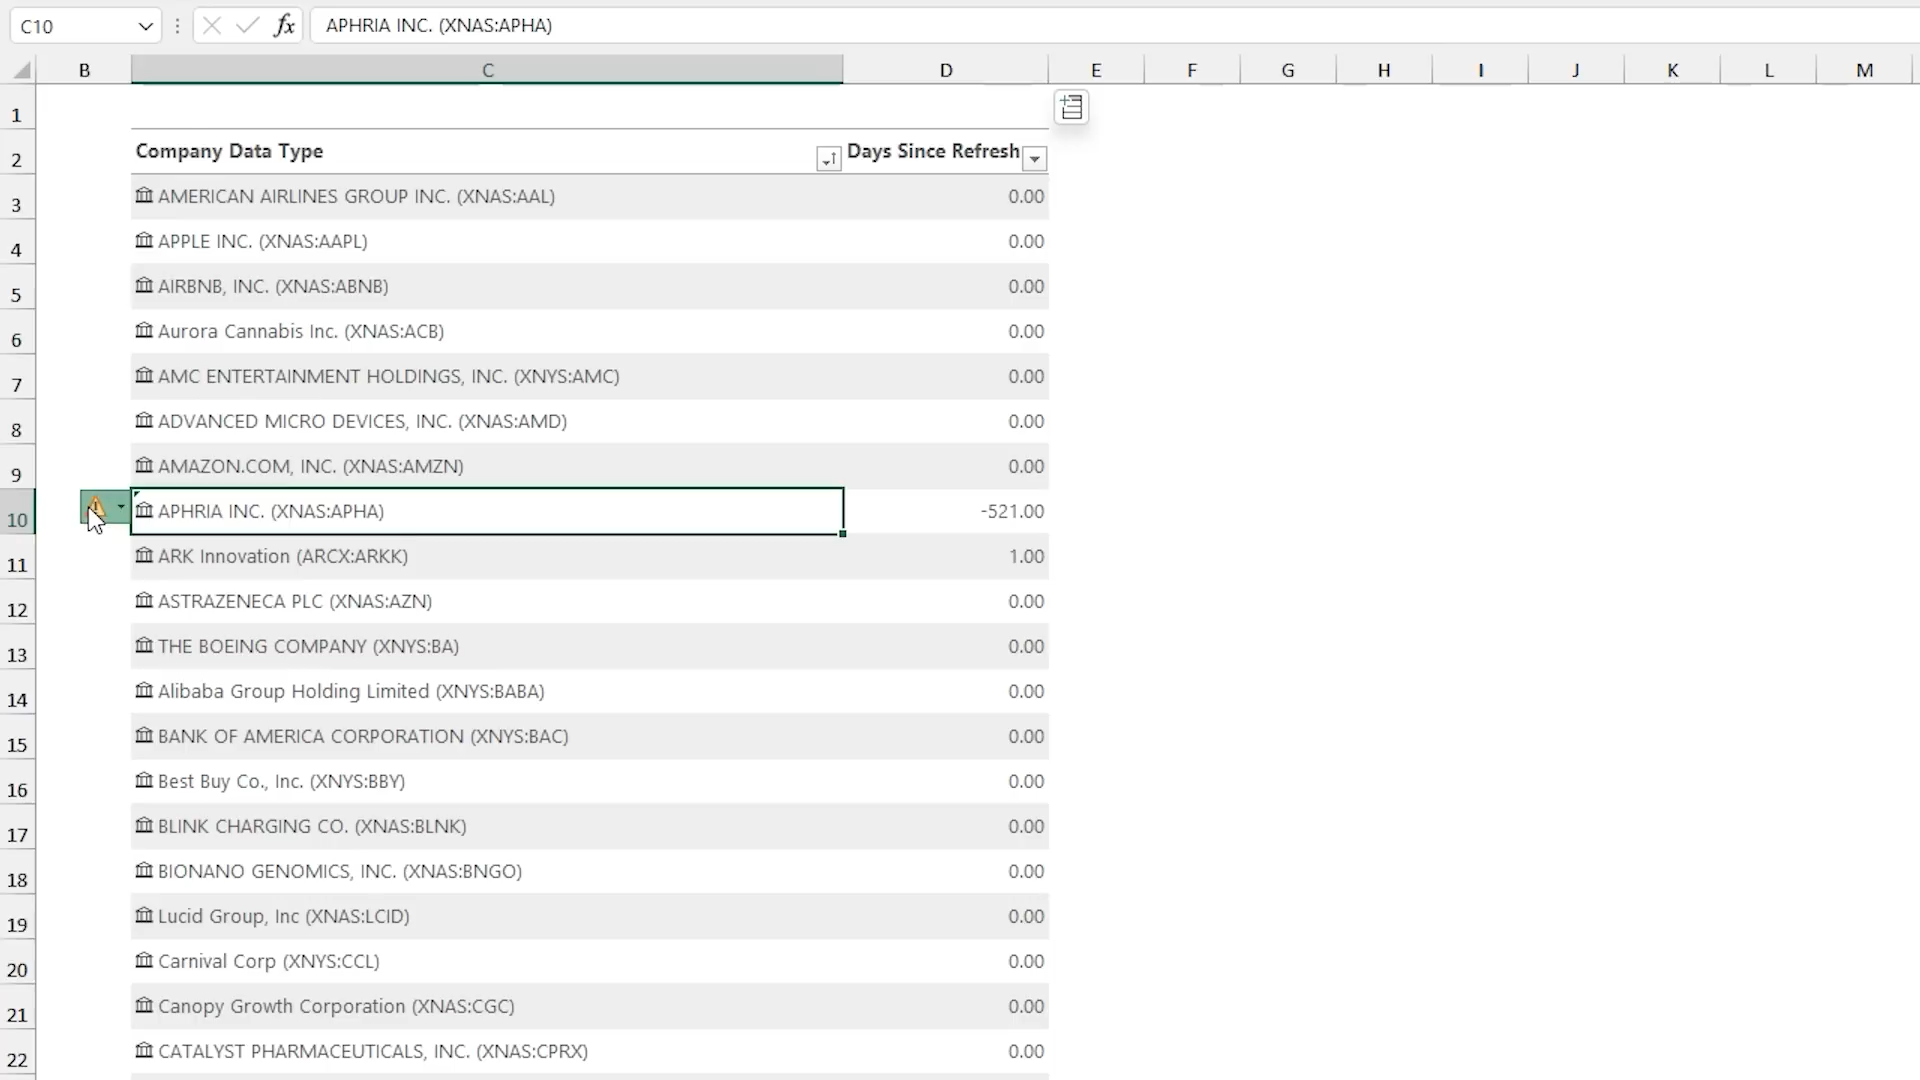 C10 fx APHRIA INC. (XNAS:APHA)
B C D E F G H I J K L M
1
2 Company Data Type Days Since Refresh
3 AMERICAN AIRLINES GROUP INC. (XNAS:AAL) 0.00
4 APPLE INC. (XNAS:AAPL) 0.00
5 AIRBNB, INC. (XNAS:ABNB) 0.00
6 Aurora Cannabis Inc. (XNAS:ACB) 0.00
7 AMC ENTERTAINMENT HOLDINGS, INC. (XNYS:AMC) 0.00
8 ADVANCED MICRO DEVICES, INC. (XNAS:AMD) 0.00
9 AMAZON.COM, INC. (XNAS:AMZN) 0.00
10 APHRIA INC. (XNAS:APHA) -521.00
11 ARK Innovation (ARCX:ARKK) 1.00
12 ASTRAZENECA PLC (XNAS:AZN) 0.00
13 THE BOEING COMPANY (XNYS:BA) 0.00
14 Alibaba Group Holding Limited (XNYS:BABA) 0.00
15 BANK OF AMERICA CORPORATION (XNYS:BAC) 0.00
16 Best Buy Co., Inc. (XNYS:BBY) 0.00
17 BLINK CHARGING CO. (XNAS:BLNK) 0.00
18 BIONANO GENOMICS, INC. (XNAS:BNGO) 0.00
19 Lucid Group, Inc (XNAS:LCID) 0.00
20 Carnival Corp (XNYS:CCL) 0.00
21 Canopy Growth Corporation (XNAS:CGC) 0.00
22 CATALYST PHARMACEUTICALS, INC. (XNAS:CPRX) 0.00